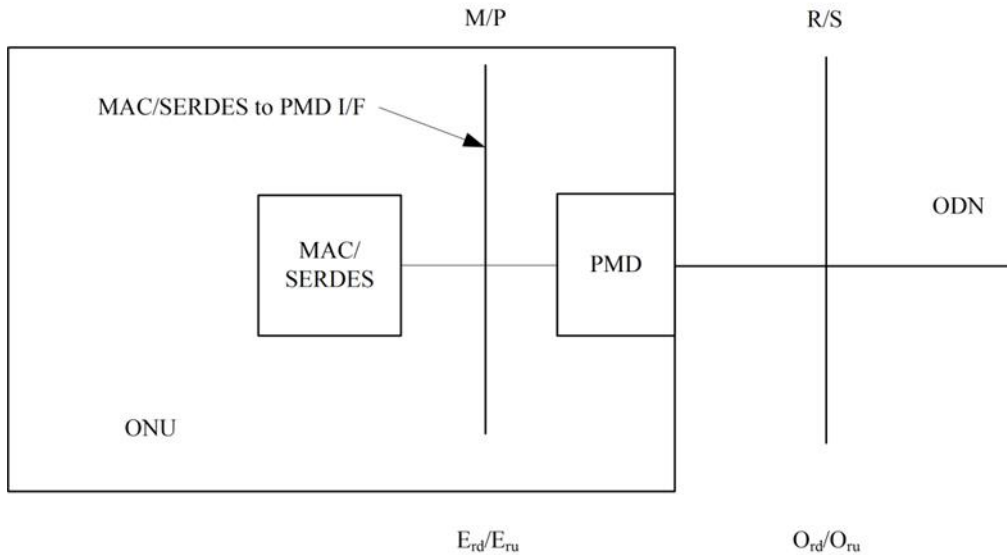 M/P
R/S
MAC/SERDES to PMD I/F
ODN
MAC/
SERDES
PMD
ONU
E_rd/E_ru
O_rd/O_ru